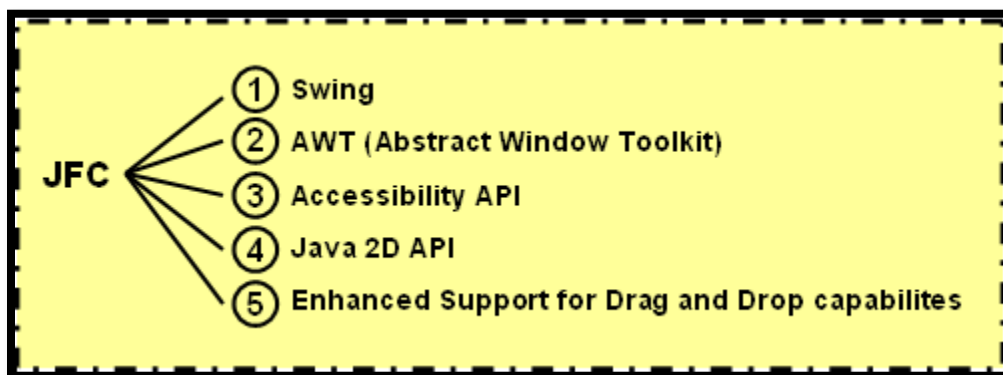 JFC
1 Swing
2 AWT (Abstract Window Toolkit)
3 Accessibility API
4 Java 2D API
5 Enhanced Support for Drag and Drop capabilites